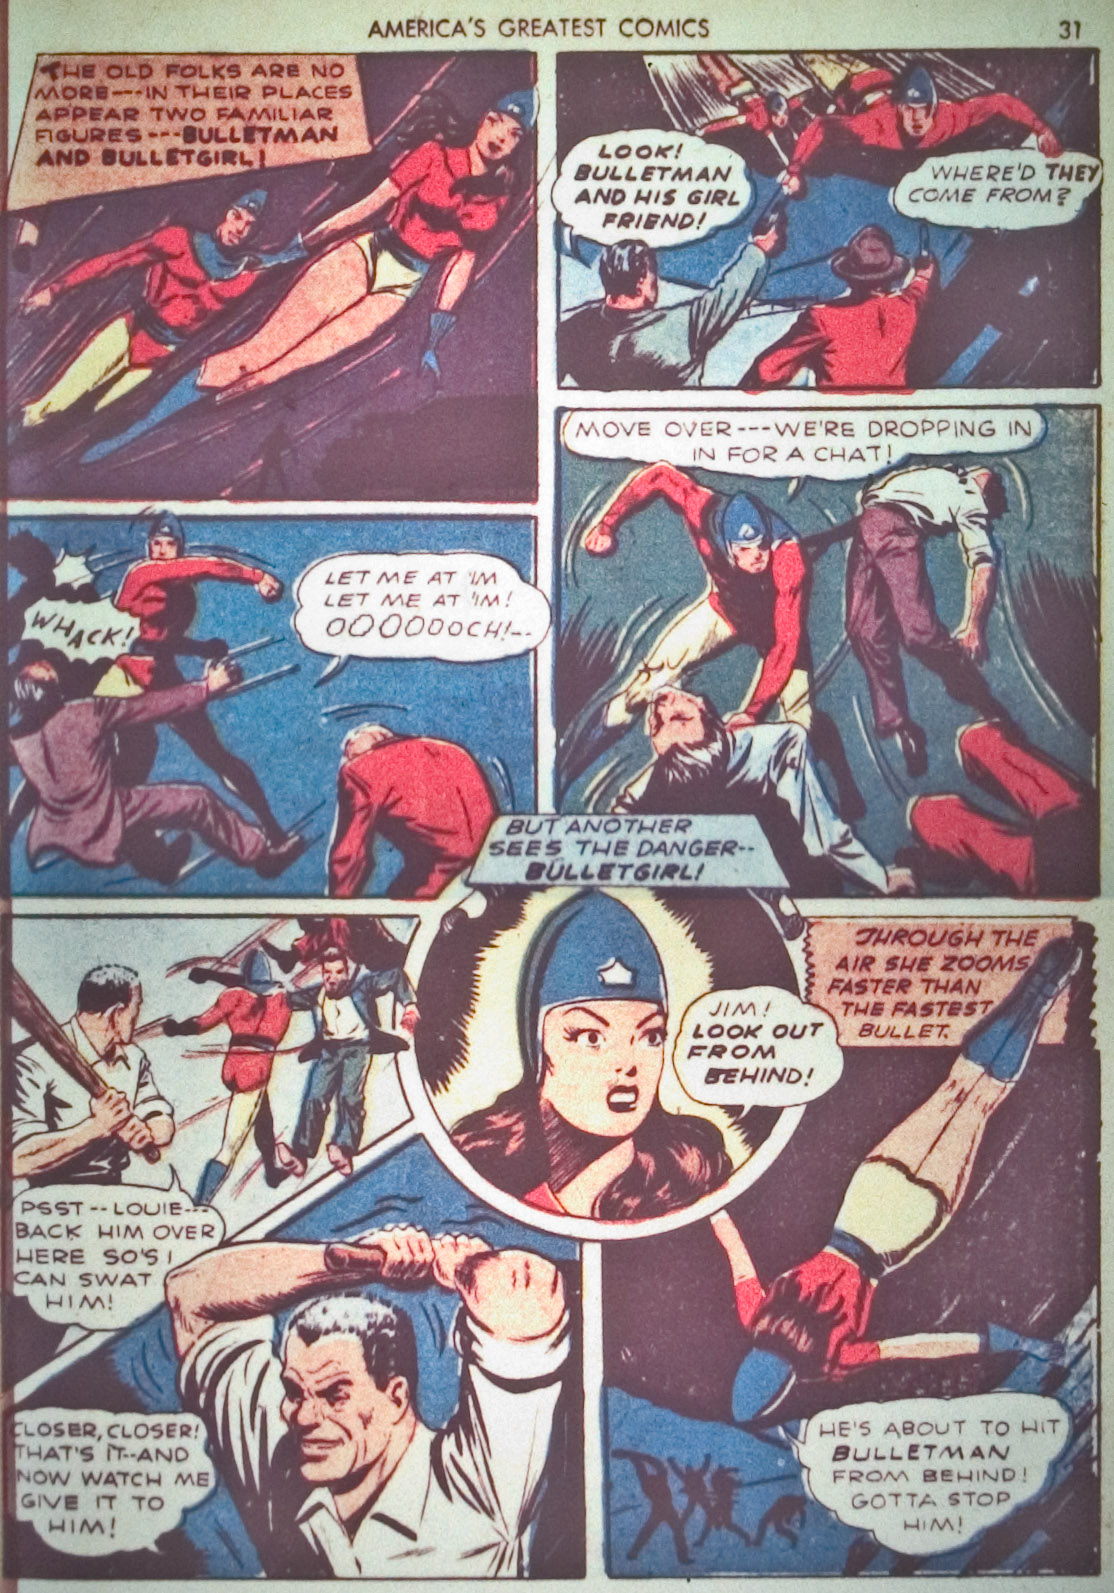 AMERICA'S GREATEST COMICS
31
THE OLD FOLKS ARE NO
MORE---IN THEIR PLACES
APPEAR TWO FAMILIAR
FIGURES---BULLETMAN
AND BULLETGIRL!
LOOK!
BULLETMAN
AND HIS GIRL
FRIEND!
WHERE'D THEY
COME FROM?
WHACK!
LET ME AT 'IM
LET ME AT 'IM!
OOOOOOCH!--
MOVE OVER---WE'RE DROPPING IN
IN FOR A CHAT!
PSST--LOUIE---
BACK HIM OVER
HERE SO'S I
CAN SWAT
HIM!
CLOSER, CLOSER!
THAT'S IT--AND
NOW WATCH ME
GIVE IT TO
HIM!
BUT ANOTHER
SEES THE DANGER--
BULLETGIRL!
JIM!
LOOK OUT
FROM
BEHIND!
THROUGH THE
AIR SHE ZOOMS
FASTER THAN
THE FASTEST
BULLET.
HE'S ABOUT TO HIT
BULLETMAN
FROM BEHIND!
GOTTA STOP
HIM!